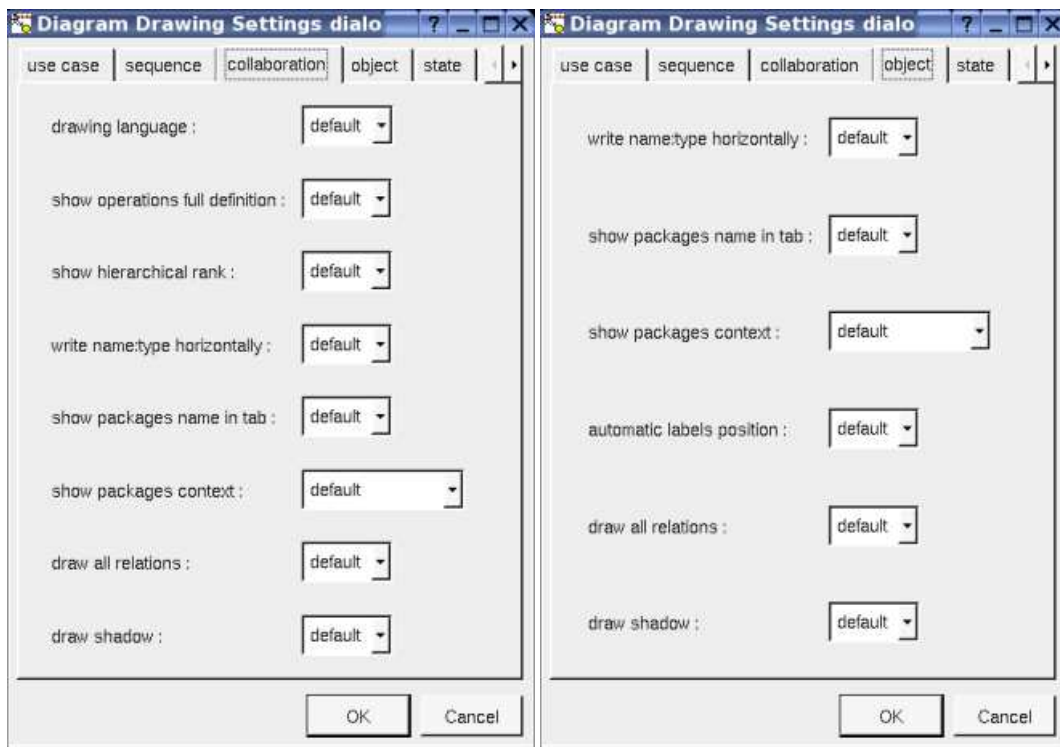 Diagram Drawing Settings dialo ? _ □ X
use case sequence collaboration object state
drawing language : default
show operations full definition : default
show hierarchical rank : default
write name:type horizontally : default
show packages name in tab : default
show packages context : default
draw all relations : default
draw shadow : default
OK Cancel
Diagram Drawing Settings dialo ? _ □ X
use case sequence collaboration object state
write name:type horizontally : default
show packages name in tab : default
show packages context : default
automatic labels position : default
draw all relations : default
draw shadow : default
OK Cancel